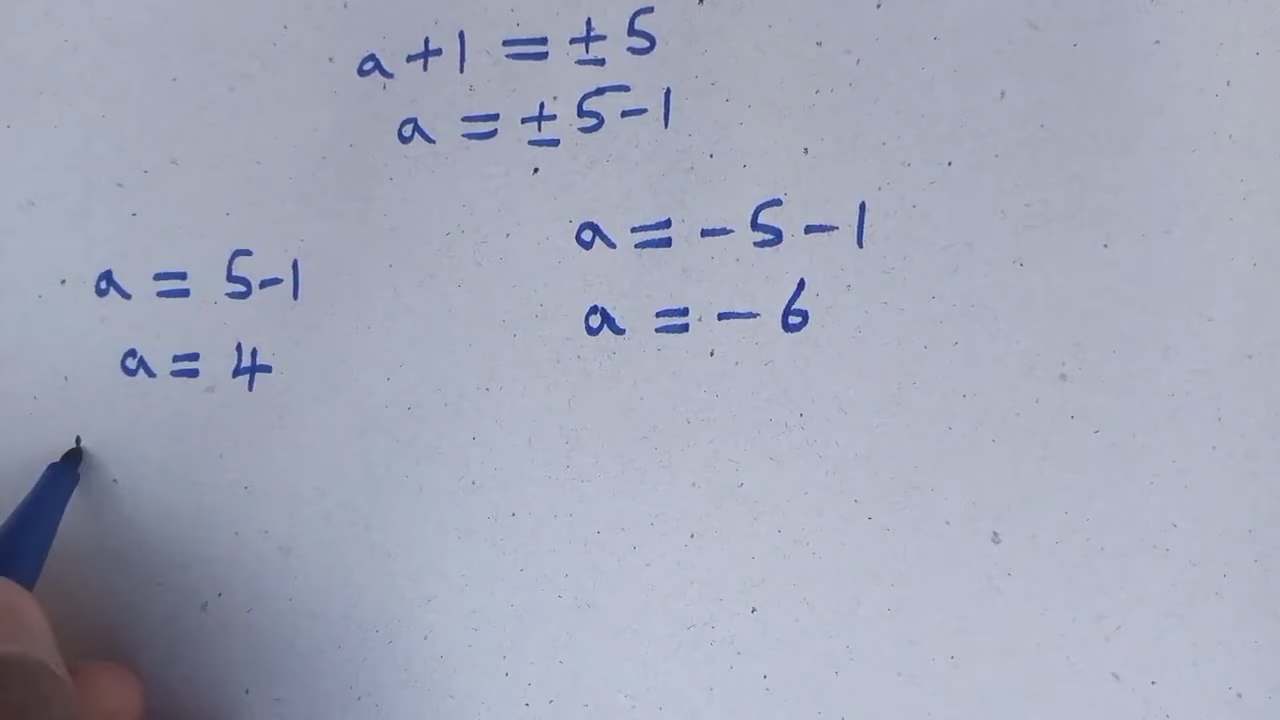 a + 1 = ± 5
a = ± 5 - 1
a = 5 - 1
a = 4
a = - 5 - 1
a = - 6